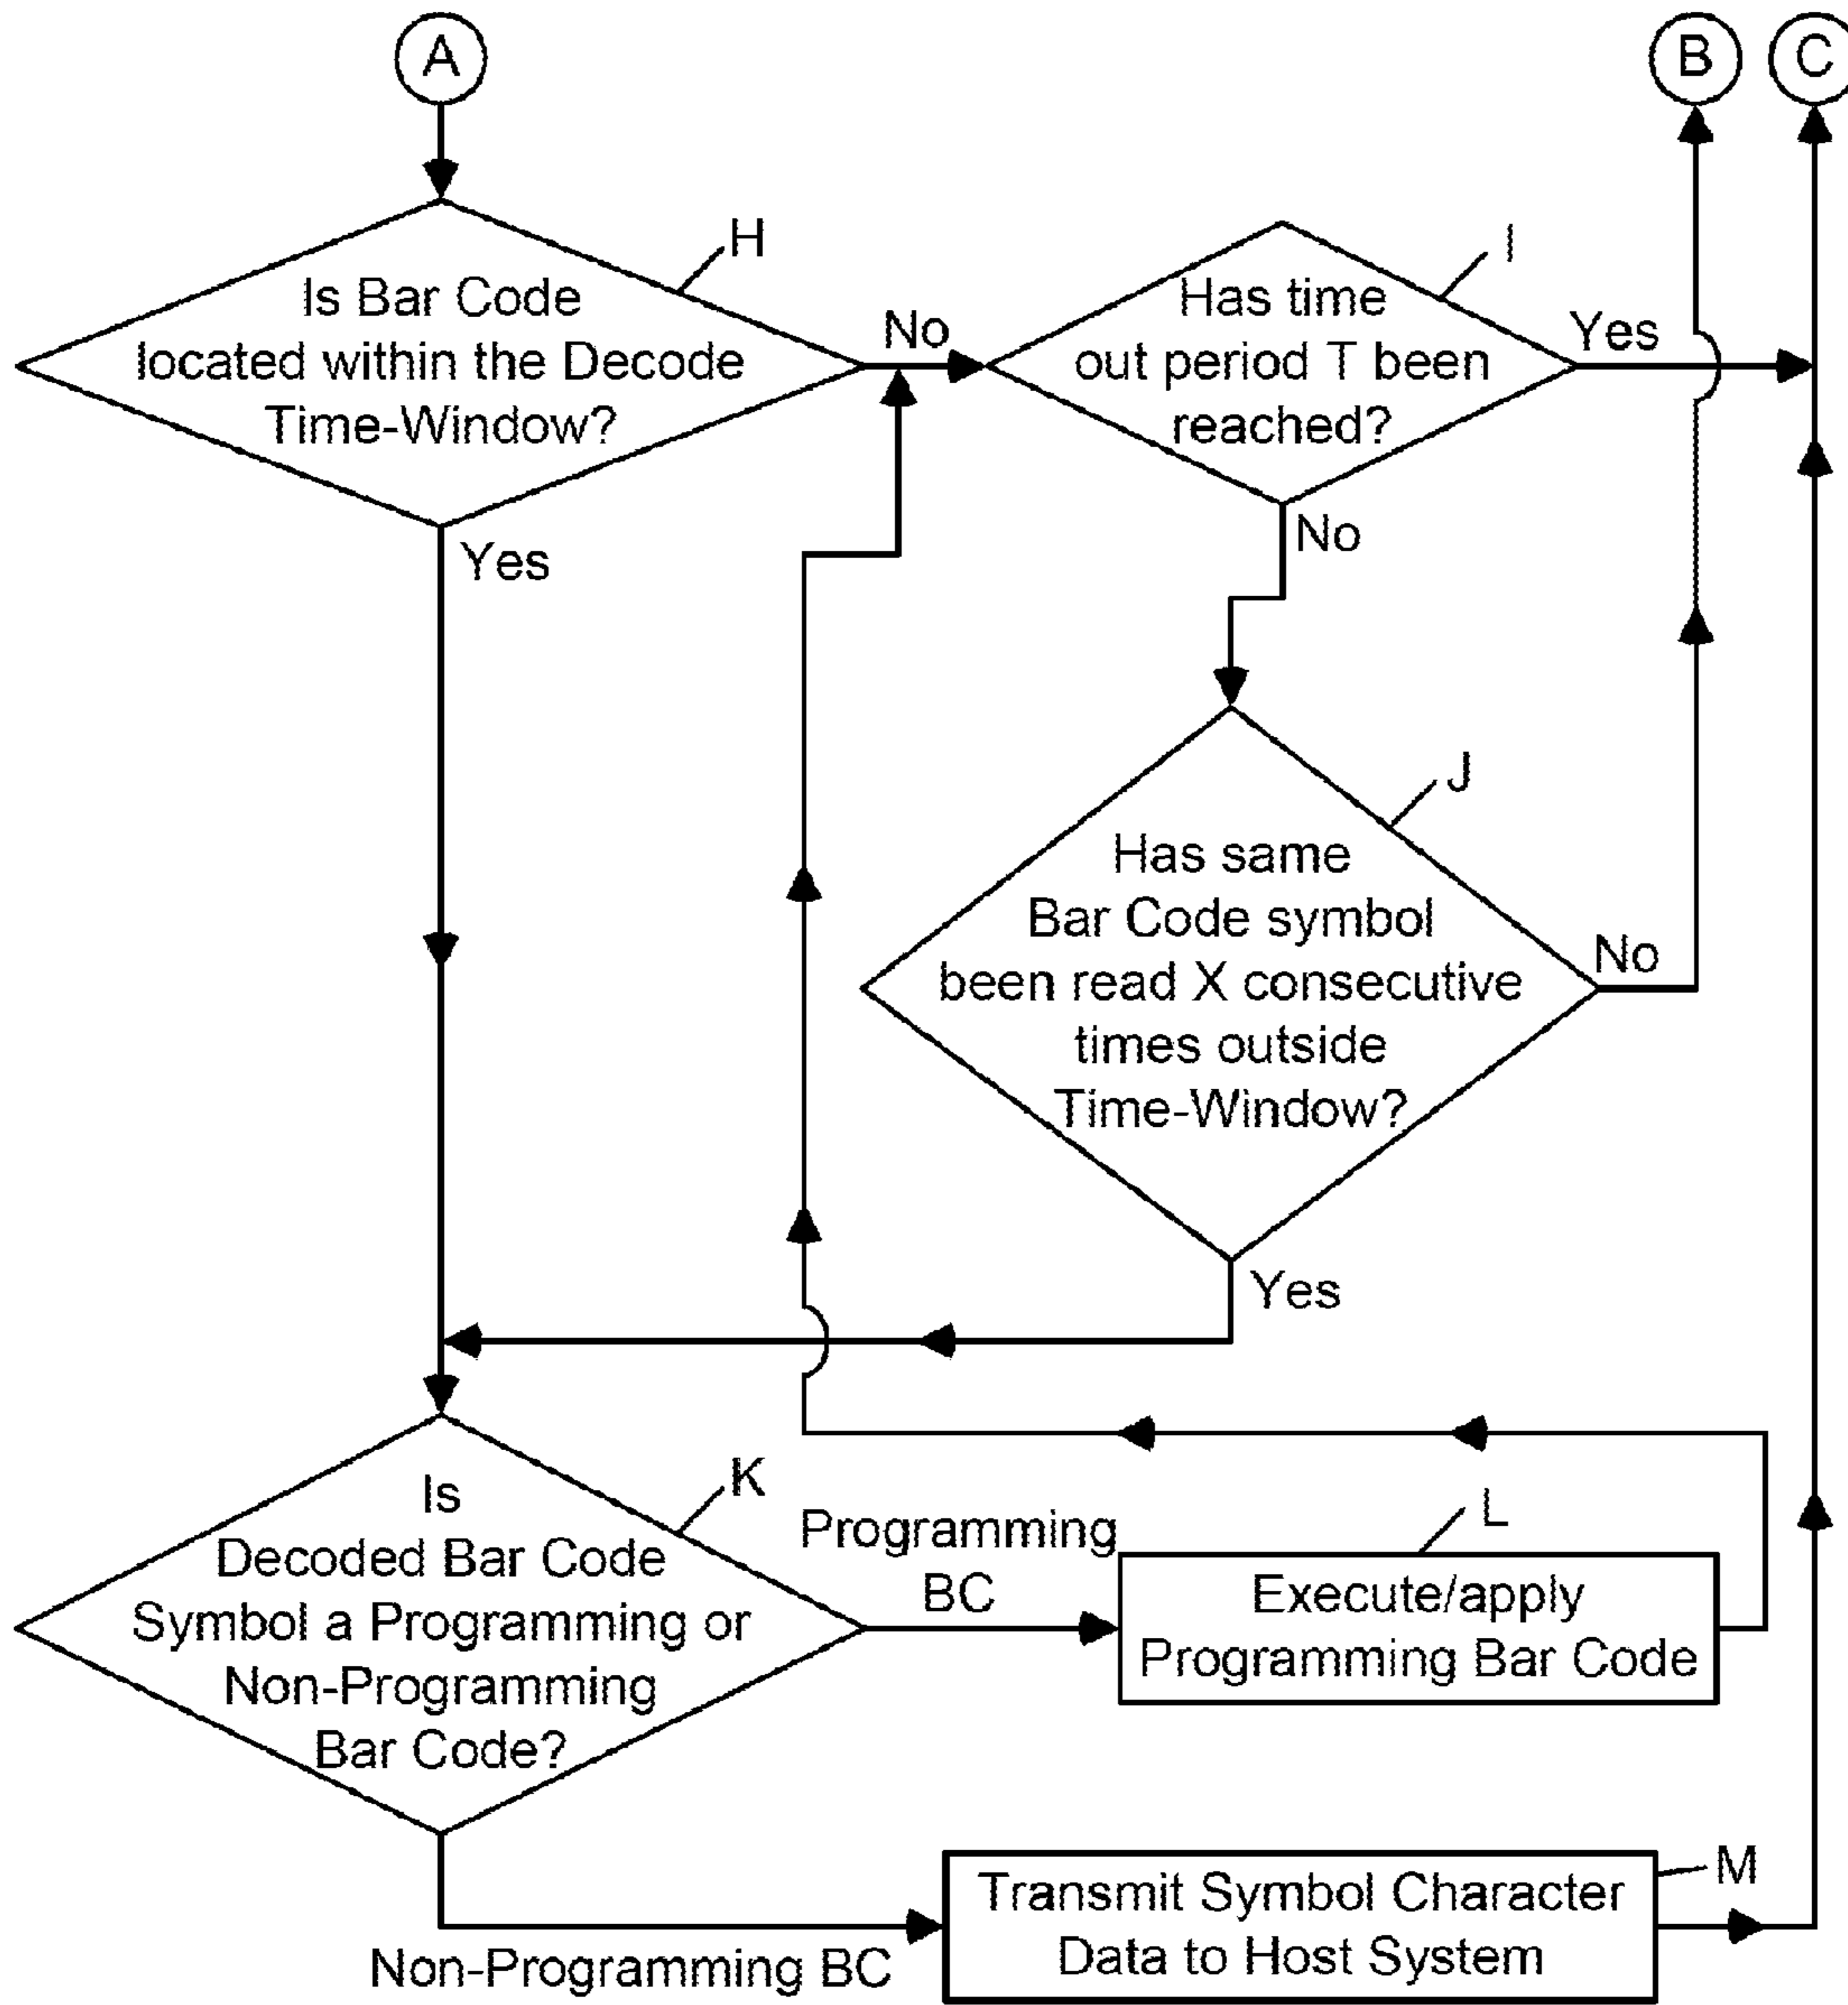 A
B
C
H
Is Bar Code
located within the Decode
Time-Window?
No
Yes
I
Has time
out period T been
reached?
Yes
No
J
Has same
Bar Code symbol
been read X consecutive
times outside
Time-Window?
No
Yes
K
Is
Decoded Bar Code
Symbol a Programming or
Non-Programming
Bar Code?
Programming
BC
L
Execute/apply
Programming Bar Code
Non-Programming BC
M
Transmit Symbol Character
Data to Host System